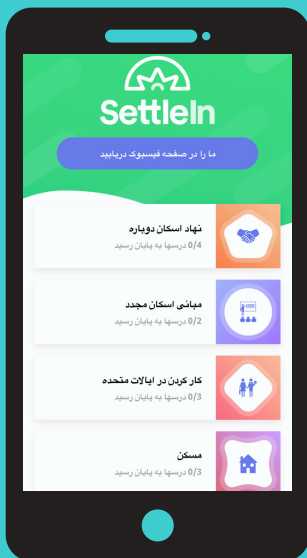 SettleIn
ما را در صفحه فیسبوک دریابید
نهاد اسکان دوباره
0/4 درسها به پایان رسید
مبانی اسکان مجدد
0/2 درسها به پایان رسید
کار کردن در ایالات متحده
0/3 درسها به پایان رسید
مسکن
0/3 درسها به پایان رسید